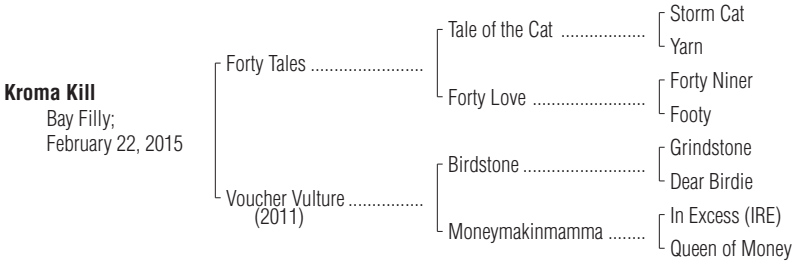 Kroma Kill
Bay Filly;
February 22, 2015
Forty Tales ........................
Voucher Vulture ................
(2011)
Tale of the Cat ..................
Forty Love ........................
Birdstone .........................
Moneymakinmamma ........
Storm Cat
Yarn
Forty Niner
Footy
Grindstone
Dear Birdie
In Excess (IRE)
Queen of Money